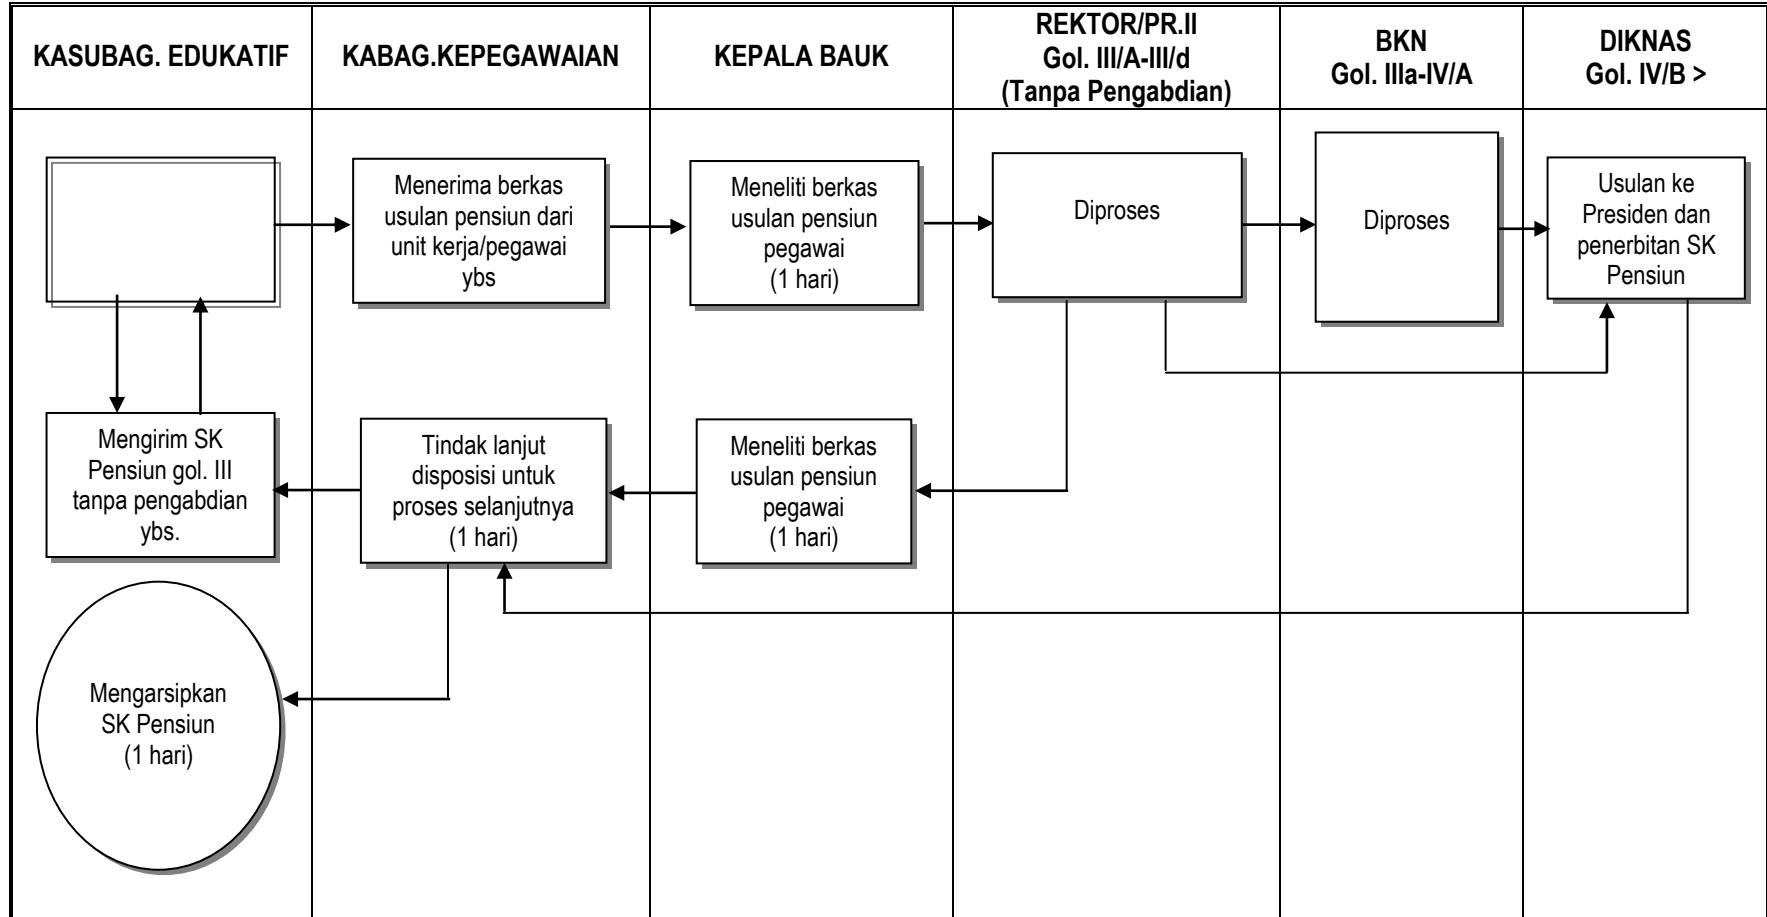 KASUBAG. EDUKATIF
KABAG.KEPEGAWAIAN
KEPALA BAUK
REKTOR/PR.II
Gol. III/A-III/d
(Tanpa Pengabdian)
BKN
Gol. IIIa-IV/A
DIKNAS
Gol. IV/B >
Menerima berkas
usulan pensiun dari
unit kerja/pegawai
ybs
Meneliti berkas
usulan pensiun
pegawai
(1 hari)
Diproses
Diproses
Usulan ke
Presiden dan
penerbitan SK
Pensiun
Mengirim SK
Pensiun gol. III
tanpa pengabdian
ybs.
Tindak lanjut
disposisi untuk
proses selanjutnya
(1 hari)
Meneliti berkas
usulan pensiun
pegawai
(1 hari)
Mengarsipkan
SK Pensiun
(1 hari)